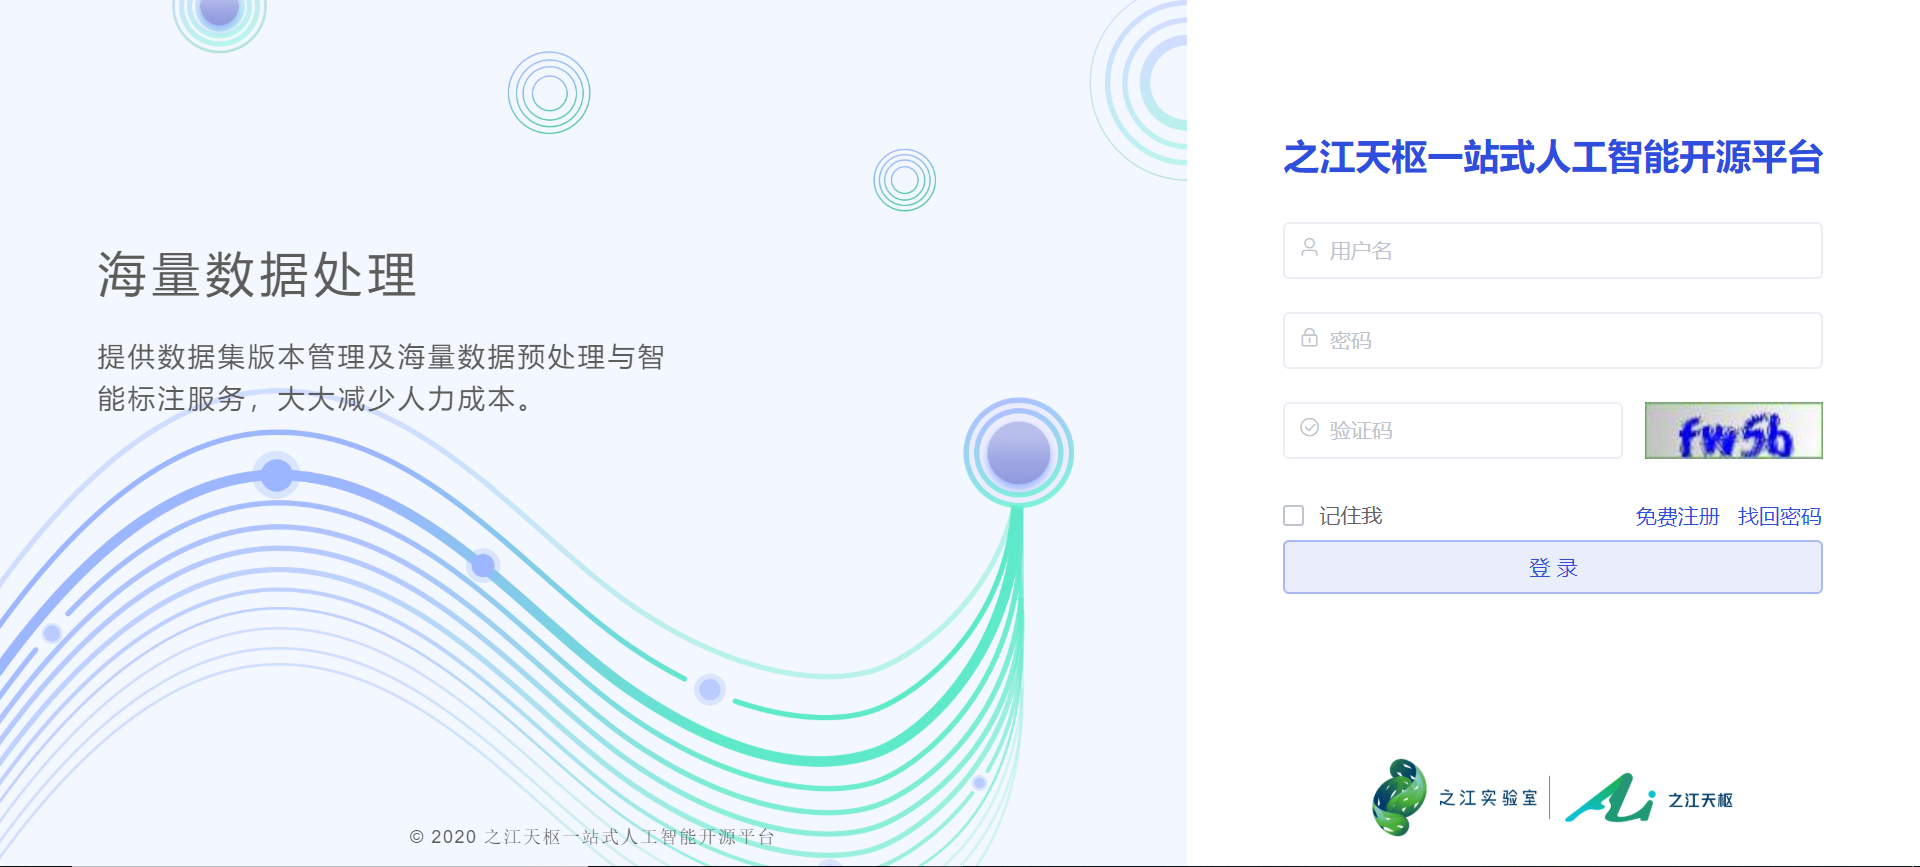 海量数据处理
提供数据集版本管理及海量数据预处理与智
能标注服务，大大减少人力成本。
© 2020 之江天枢一站式人工智能开源平台
之江天枢一站式人工智能开源平台
用户名
密码
验证码
fw5b
记住我
免费注册 找回密码
登录
之江实验室
之江天枢